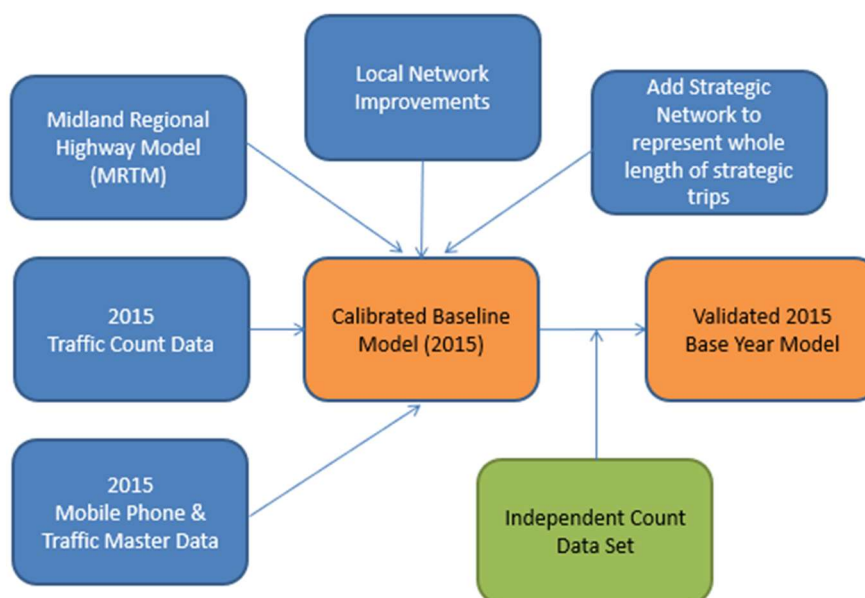 Local Network
Improvements
Add Strategic
Network to
represent whole
length of strategic
trips
Midland Regional
Highway Model
(MRTM)
2015
Traffic Count Data
Calibrated Baseline
Model (2015)
Validated 2015
Base Year Model
2015
Mobile Phone &
Traffic Master Data
Independent Count
Data Set